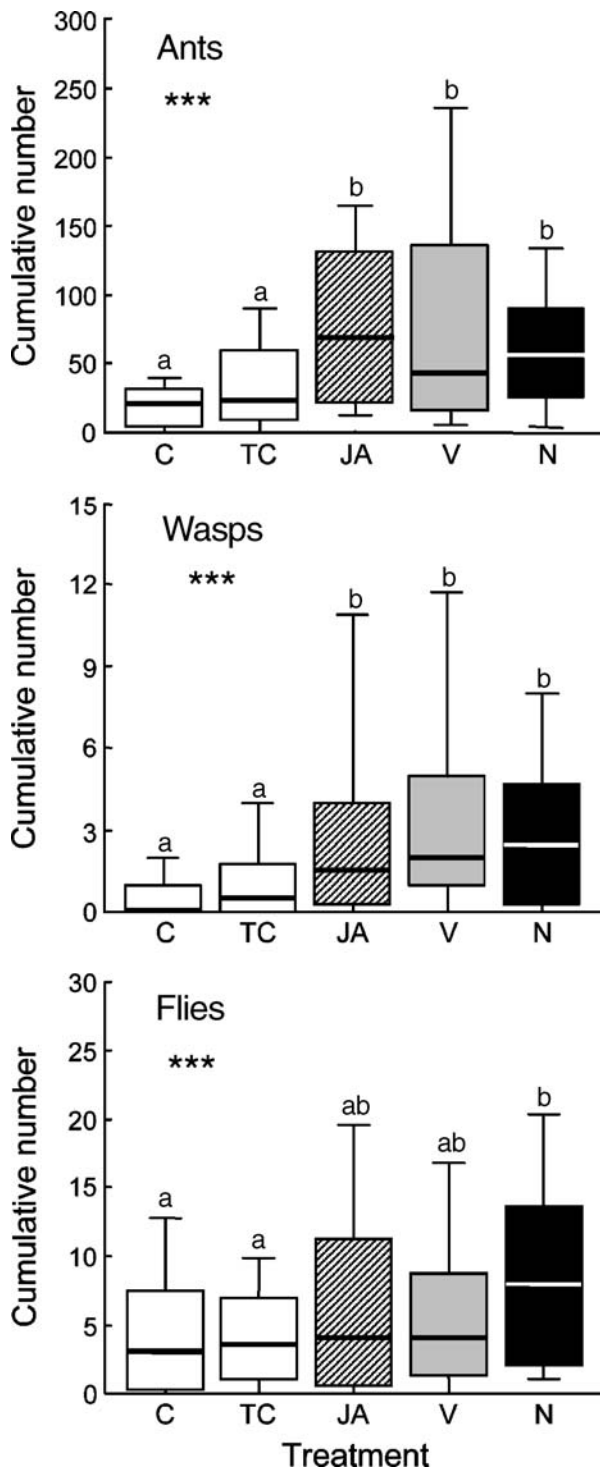 300
250
200
150
100
50
0
Cumulative number
Ants
***
a
a
b
b
b
C TC JA V N
15
12
9
6
3
0
Cumulative number
Wasps
***
a
a
b
b
b
C TC JA V N
30
25
20
15
10
5
0
Cumulative number
Flies
***
a
a
ab
ab
b
C TC JA V N
Treatment